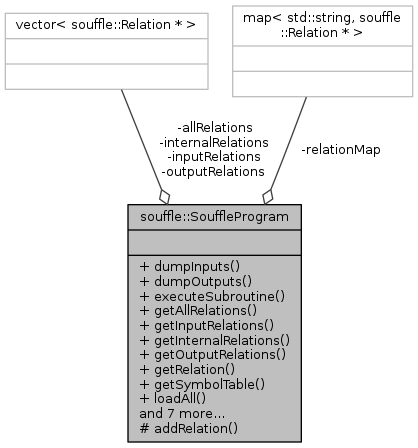 vector< souffle::Relation * >
map< std::string, souffle
::Relation * >
-allRelations
-internalRelations
-inputRelations
-outputRelations
-relationMap
souffle::SouffleProgram
+ dumpInputs()
+ dumpOutputs()
+ executeSubroutine()
+ getAllRelations()
+ getInputRelations()
+ getInternalRelations()
+ getOutputRelations()
+ getRelation()
+ getSymbolTable()
+ loadAll()
and 7 more...
# addRelation()